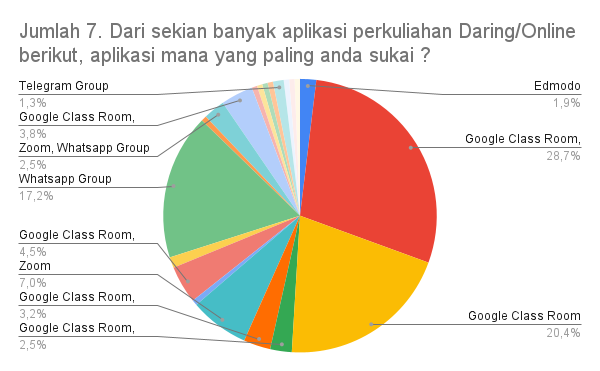 Jumlah 7. Dari sekian banyak aplikasi perkuliahan Daring/Online
berikut, aplikasi mana yang paling anda sukai ?
Telegram Group
1,3%
Google Class Room,
3,8%
Zoom, Whatsapp Group
2,5%
Whatsapp Group
17,2%
Google Class Room,
4,5%
Zoom
7,0%
Google Class Room,
3,2%
Google Class Room,
2,5%
Edmodo
1,9%
Google Class Room,
28,7%
Google Class Room
20,4%